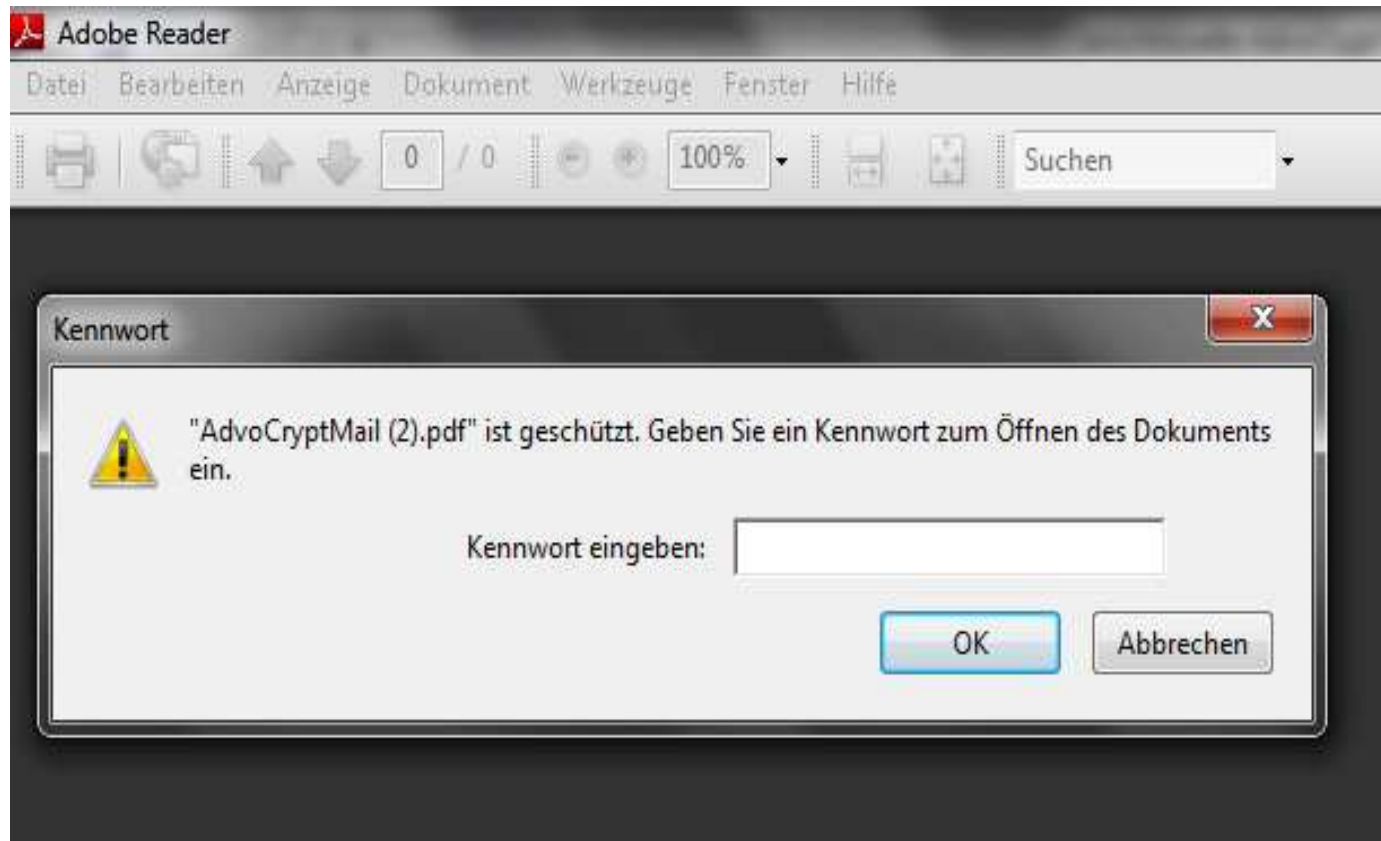 Adobe Reader
Datei Bearbeiten Anzeige Dokument Werkzeuge Fenster Hilfe
0 / 0 100% Suchen
Kennwort
"AdvoCryptMail (2).pdf" ist geschützt. Geben Sie ein Kennwort zum Öffnen des Dokuments
ein.
Kennwort eingeben:
OK Abbrechen